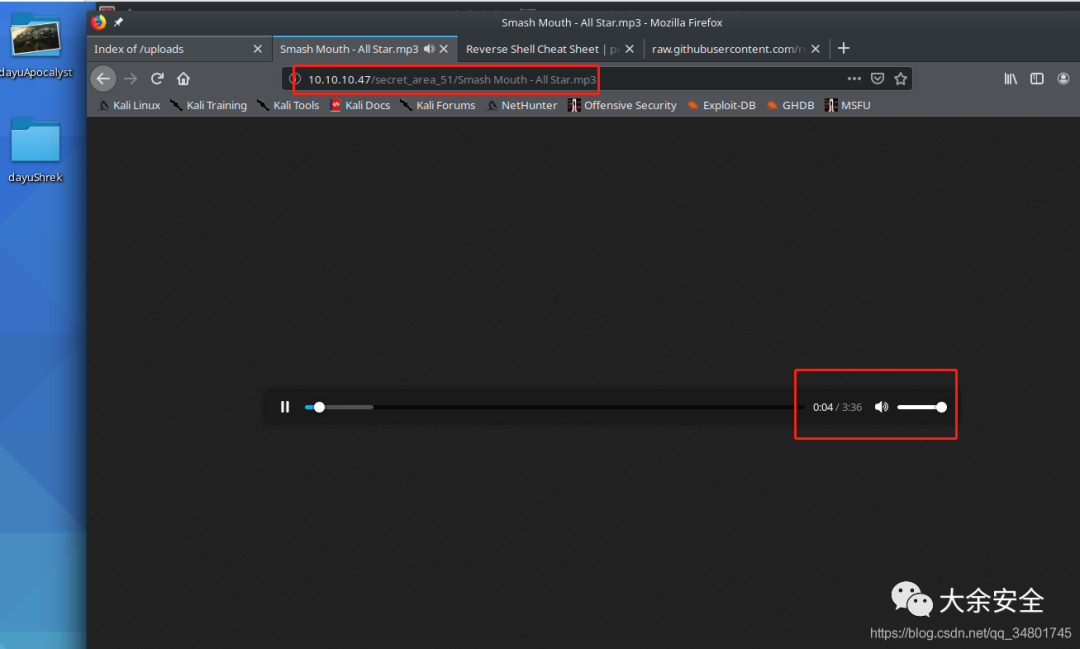 Smash Mouth - All Star.mp3 - Mozilla Firefox
dayuApocalyst
dayuShrek
Index of /uploads
Smash Mouth - All Star.mp3
Reverse Shell Cheat Sheet | p
raw.githubusercontent.com/r
10.10.10.47/secret_area_51/Smash Mouth - All Star.mp3
Kali Linux
Kali Training
Kali Tools
Kali Docs
Kali Forums
NetHunter
Offensive Security
Exploit-DB
GHDB
MSFU
0:04 / 3:36
大余安全
https://blog.csdn.net/qq_34801745